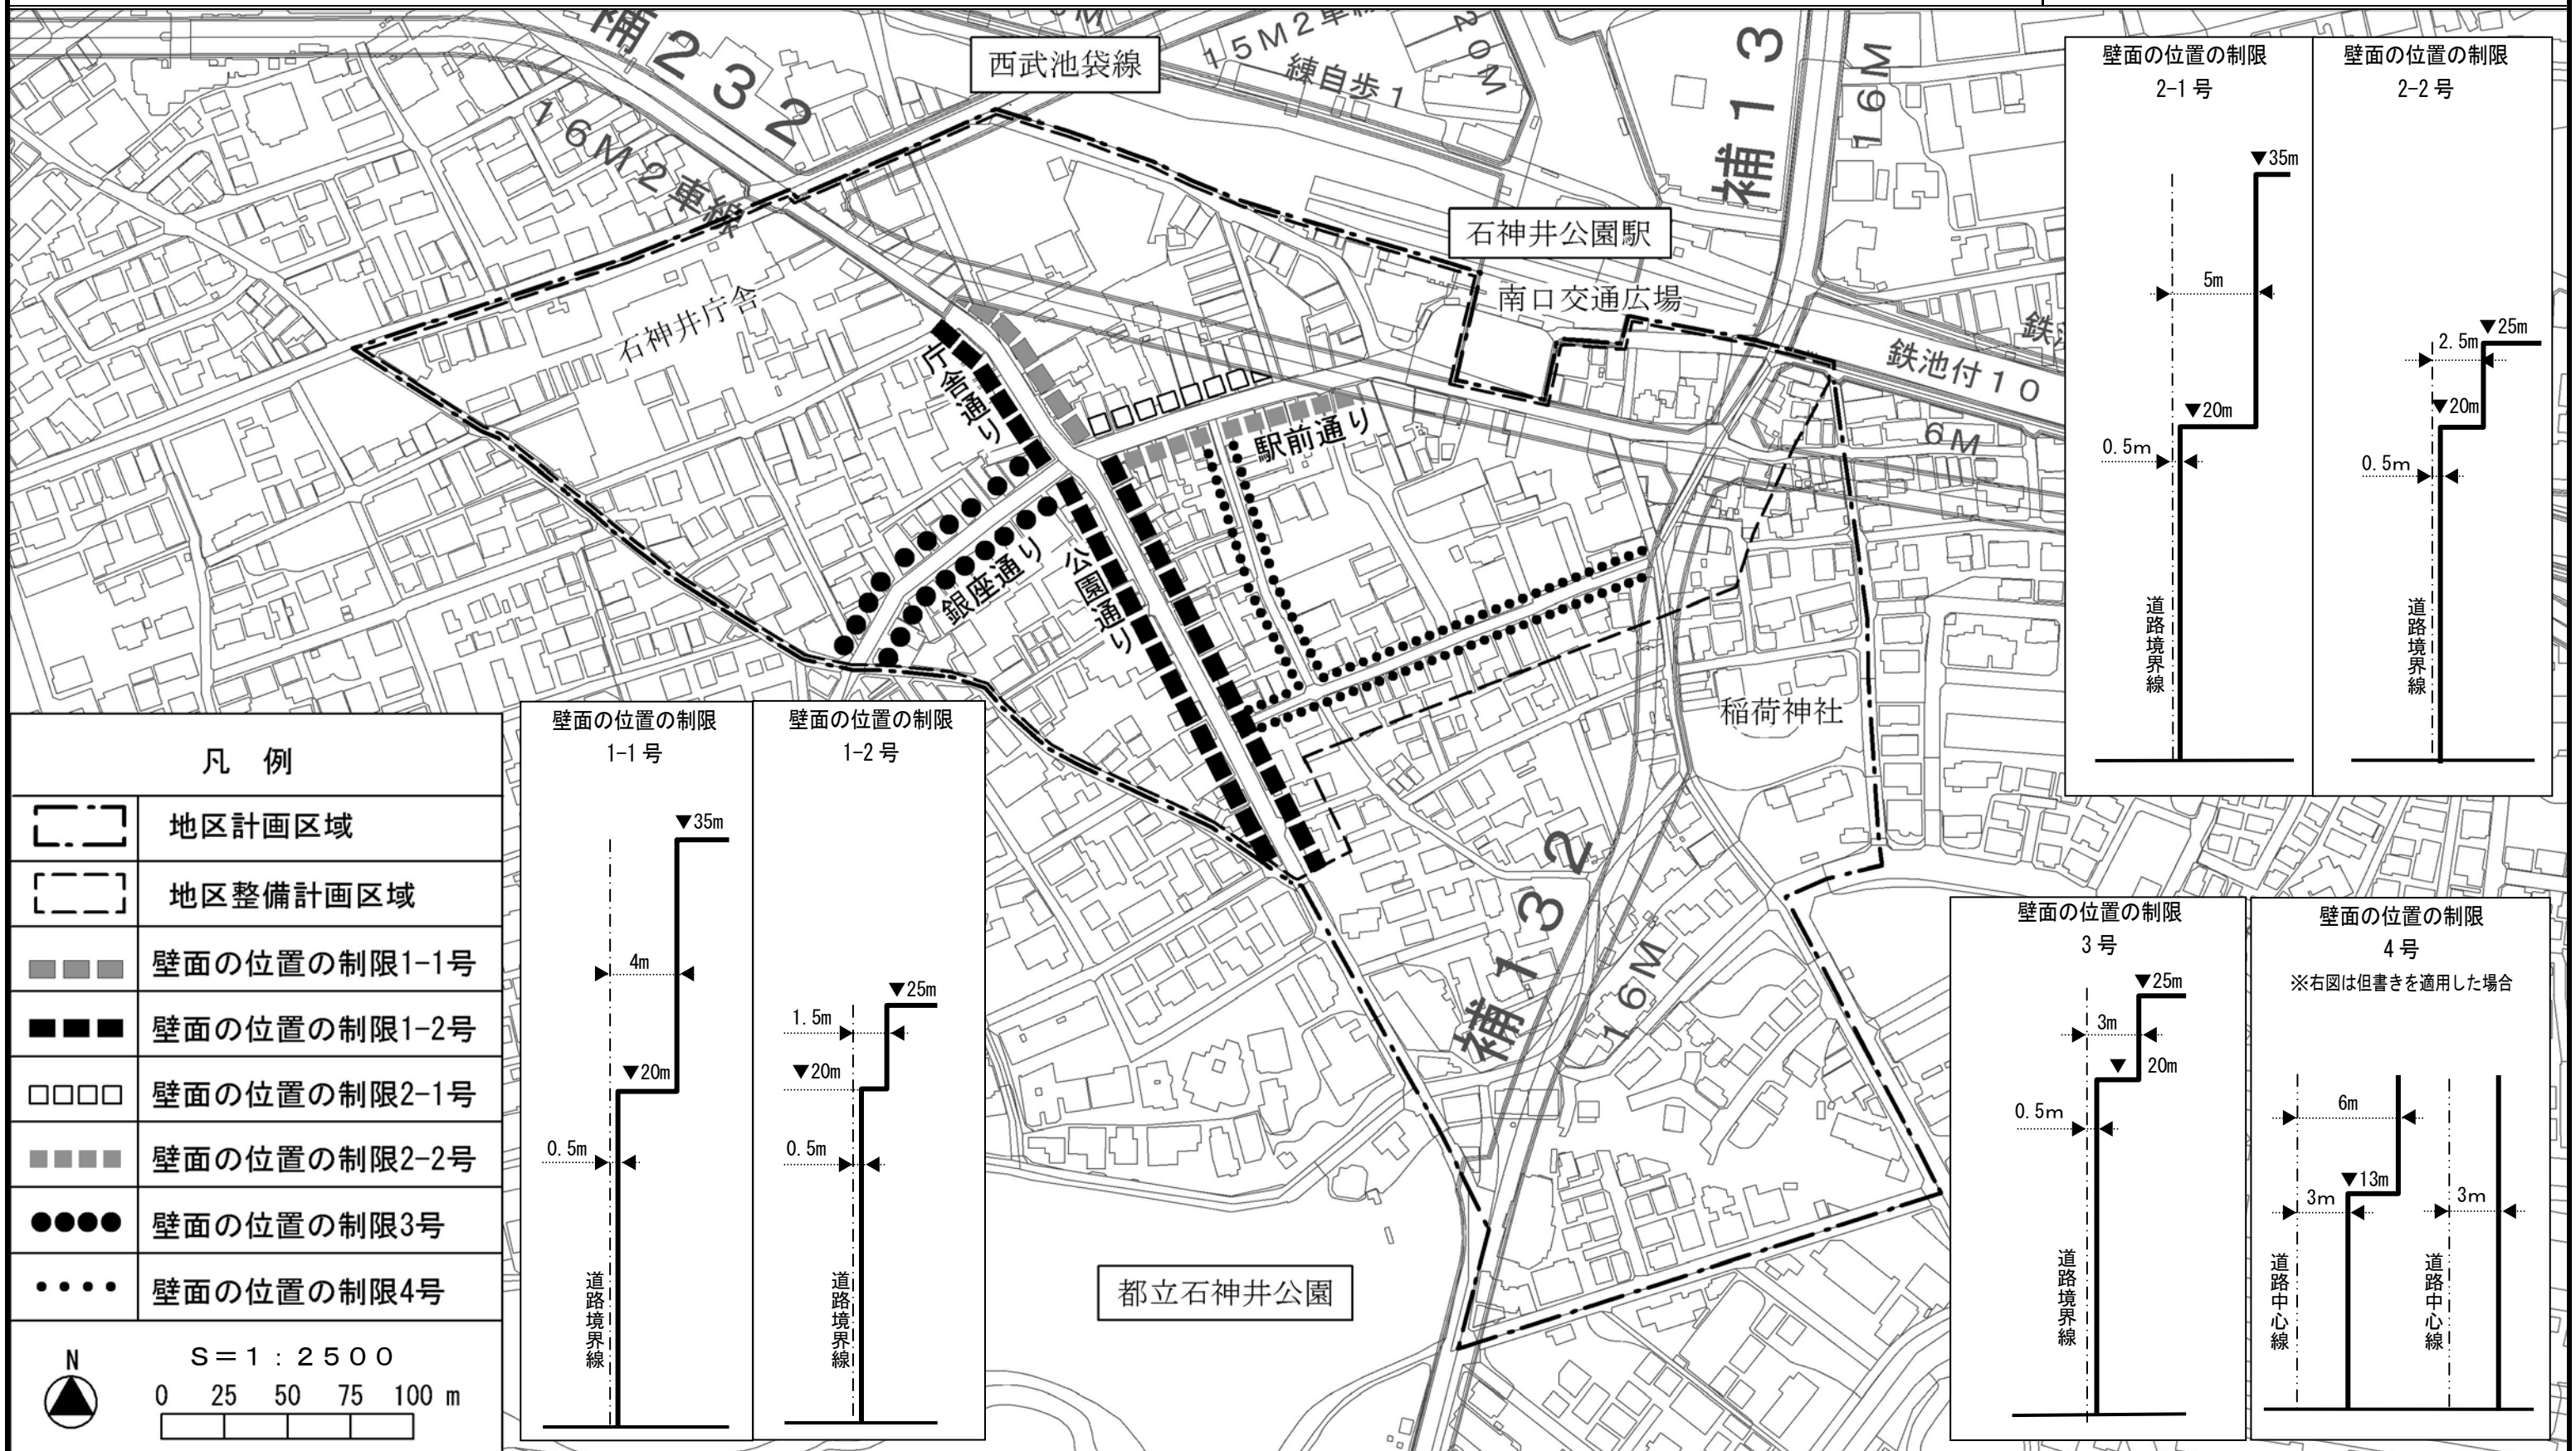 補232
16M2車線
西武池袋線
15M2車線
練自歩1
20M
補13
16M
石神井公園駅
南口交通広場
鉄池付10
6M
石神井庁舎
庁舎通り
駅前通り
銀座通り
公園通り
稲荷神社
補132
16M
都立石神井公園
壁面の位置の制限
2-1号
▼35m
5m
▼20m
0.5m
道路境界線
壁面の位置の制限
2-2号
▼25m
2.5m
▼20m
0.5m
道路境界線
凡 例
地区計画区域
地区整備計画区域
壁面の位置の制限1-1号
壁面の位置の制限1-2号
壁面の位置の制限2-1号
壁面の位置の制限2-2号
壁面の位置の制限3号
壁面の位置の制限4号
N
S=1:2500
0 25 50 75 100 m
壁面の位置の制限
1-1号
▼35m
4m
▼20m
0.5m
道路境界線
壁面の位置の制限
1-2号
▼25m
1.5m
▼20m
0.5m
道路境界線
壁面の位置の制限
3号
▼25m
3m
▼20m
0.5m
道路境界線
壁面の位置の制限
4号
※右図は但書きを適用した場合
6m
▼13m
3m
3m
道路中心線
道路中心線